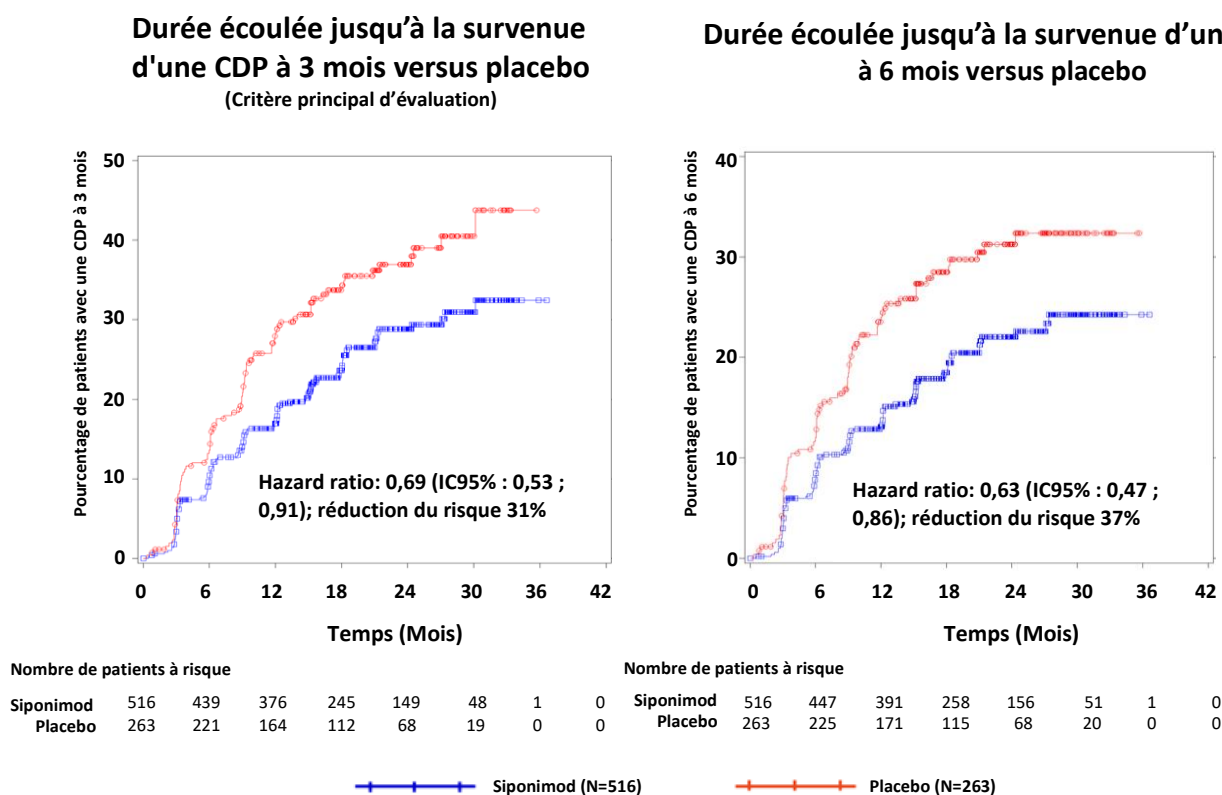 Durée écoulée jusqu’à la survenue
d'une CDP à 3 mois versus placebo
(Critère principal d’évaluation)
Pourcentage de patients avec une CDP à 3 mois
50
40
30
20
10
0
Hazard ratio: 0,69 (IC95% : 0,53 ;
0,91); réduction du risque 31%
0 6 12 18 24 30 36 42
Temps (Mois)
Nombre de patients à risque
Siponimod 516 439 376 245 149 48 1 0
Placebo 263 221 164 112 68 19 0 0
Durée écoulée jusqu’à la survenue d’un
à 6 mois versus placebo
Pourcentage de patients avec une CDP à 6 mois
40
30
20
10
0
Hazard ratio: 0,63 (IC95% : 0,47 ;
0,86); réduction du risque 37%
0 6 12 18 24 30 36 42
Temps (Mois)
Nombre de patients à risque
Siponimod 516 447 391 258 156 51 1 0
Placebo 263 225 171 115 68 20 0 0
Siponimod (N=516) Placebo (N=263)